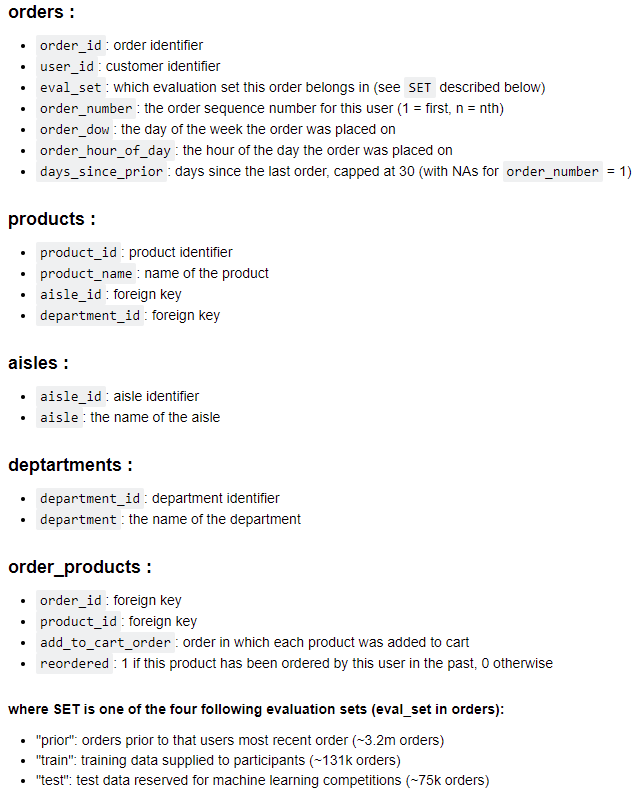 orders :
• order_id : order identifier
• user_id : customer identifier
• eval_set : which evaluation set this order belongs in (see SET described below)
• order_number : the order sequence number for this user (1 = first, n = nth)
• order_dow : the day of the week the order was placed on
• order_hour_of_day : the hour of the day the order was placed on
• days_since_prior : days since the last order, capped at 30 (with NAs for order_number = 1)
products :
• product_id : product identifier
• product_name : name of the product
• aisle_id : foreign key
• department_id : foreign key
aisles :
• aisle_id : aisle identifier
• aisle : the name of the aisle
deptartments :
• department_id : department identifier
• department : the name of the department
order_products :
• order_id : foreign key
• product_id : foreign key
• add_to_cart_order : order in which each product was added to cart
• reordered : 1 if this product has been ordered by this user in the past, 0 otherwise
where SET is one of the four following evaluation sets (eval_set in orders):
• "prior": orders prior to that users most recent order (~3.2m orders)
• "train": training data supplied to participants (~131k orders)
• "test": test data reserved for machine learning competitions (~75k orders)